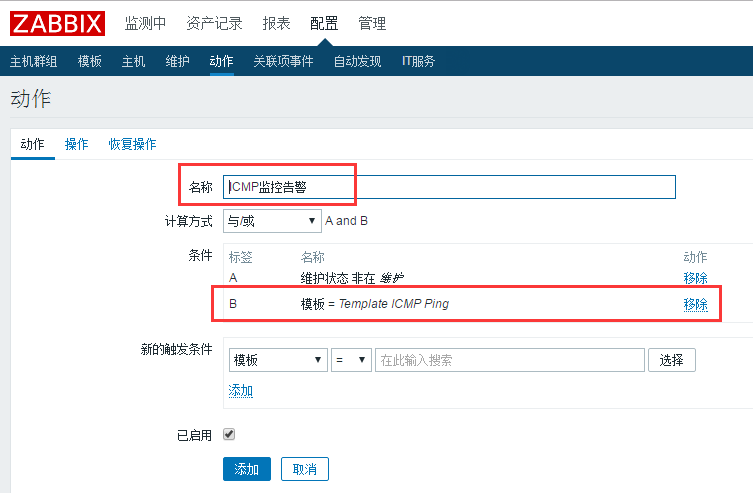 ZABBIX 监测中 资产记录 报表 配置 管理
主机群组 模板 主机 维护 动作 关联项事件 自动发现 IT服务
动作
动作 操作 恢复操作
名称 ICMP监控告警
计算方式 与/或 A and B
条件 标签 名称 动作
A 维护状态 非在 维护 移除
B 模板 = Template ICMP Ping 移除
新的触发条件 模板 = 在此输入搜索 选择
添加
已启用
添加 取消